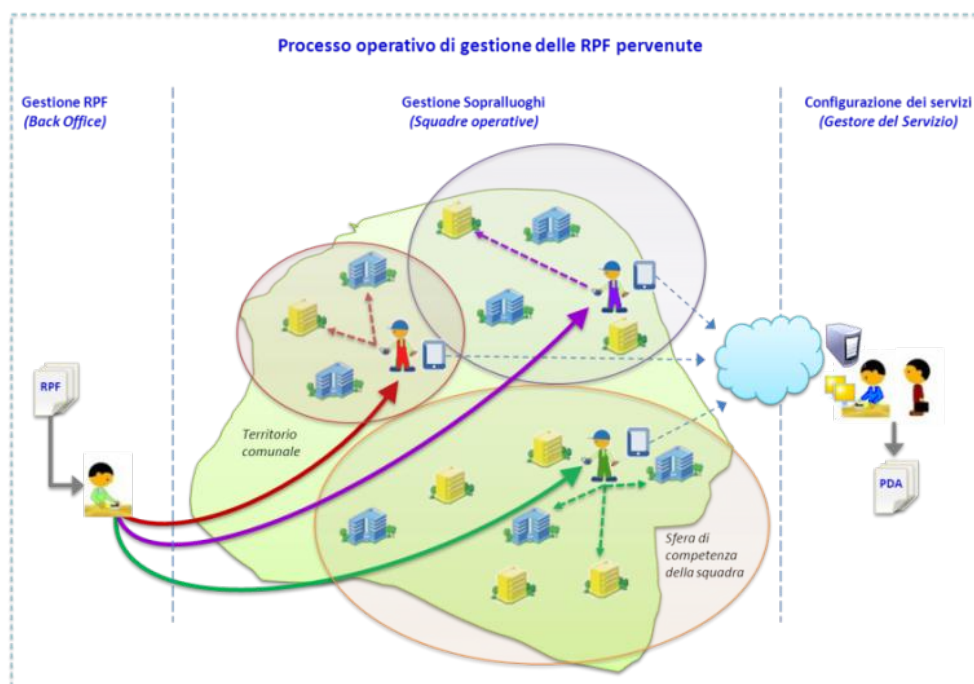 Processo operativo di gestione delle RPF pervenute
Gestione RPF
(Back Office)
Gestione Sopralluoghi
(Squadre operative)
Configurazione dei servizi
(Gestore del Servizio)
RPF
Territorio
comunale
Sfera di
competenza
della squadra
PDA